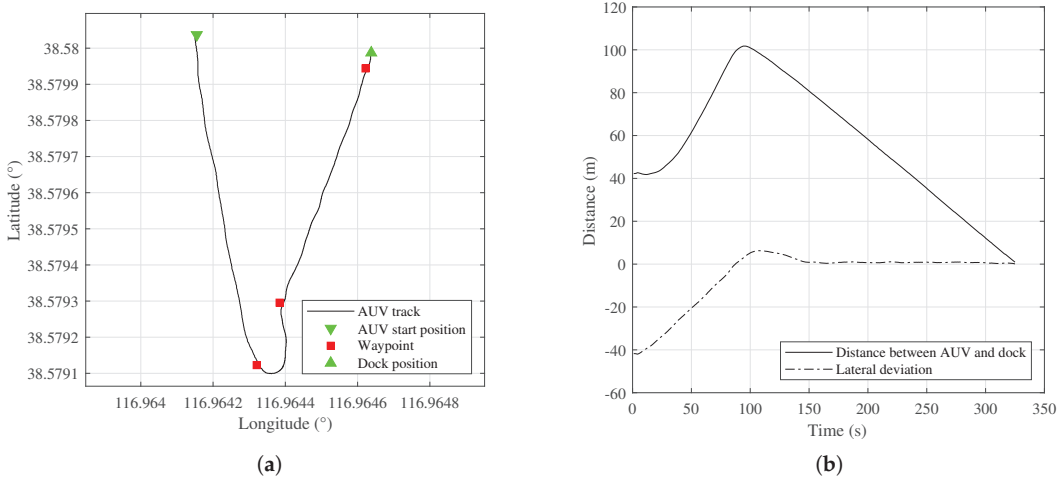 38.58
38.5799
38.5798
38.5797
38.5796
38.5795
38.5794
38.5793
38.5792
38.5791
Latitude (°)
116.964
116.9642
116.9644
116.9646
116.9648
Longitude (°)
AUV track
AUV start position
Waypoint
Dock position
(a)
120
100
80
60
40
20
0
-20
-40
-60
Distance (m)
0
50
100
150
200
250
300
350
Time (s)
Distance between AUV and dock
Lateral deviation
(b)